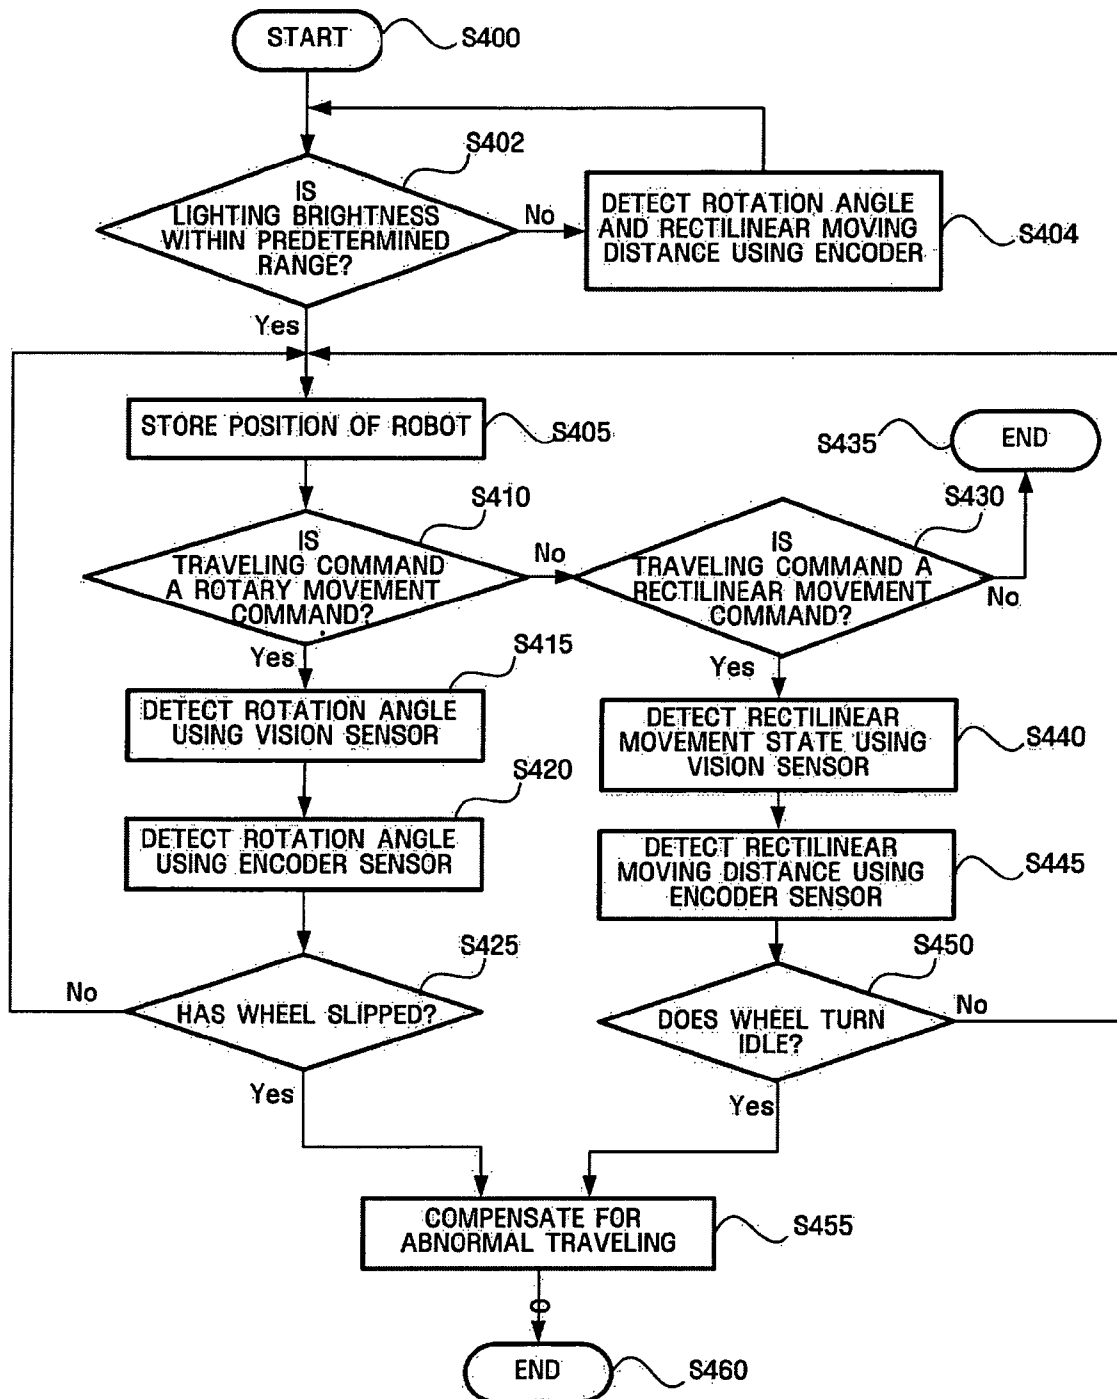 START
S400
S402
IS
LIGHTING BRIGHTNESS
WITHIN PREDETERMINED
RANGE?
No
DETECT ROTATION ANGLE
AND RECTILINEAR MOVING
DISTANCE USING ENCODER
S404
Yes
STORE POSITION OF ROBOT
S405
S435
END
S410
IS
TRAVELING COMMAND
A ROTARY MOVEMENT
COMMAND?
No
S430
IS
TRAVELING COMMAND A
RECTILINEAR MOVEMENT
COMMAND?
No
Yes
S415
DETECT ROTATION ANGLE
USING VISION SENSOR
Yes
DETECT RECTILINEAR
MOVEMENT STATE USING
VISION SENSOR
S440
S420
DETECT ROTATION ANGLE
USING ENCODER SENSOR
DETECT RECTILINEAR
MOVING DISTANCE USING
ENCODER SENSOR
S445
S425
HAS WHEEL SLIPPED?
No
Yes
S450
DOES WHEEL TURN
IDLE?
No
Yes
COMPENSATE FOR
ABNORMAL TRAVELING
S455
END
S460